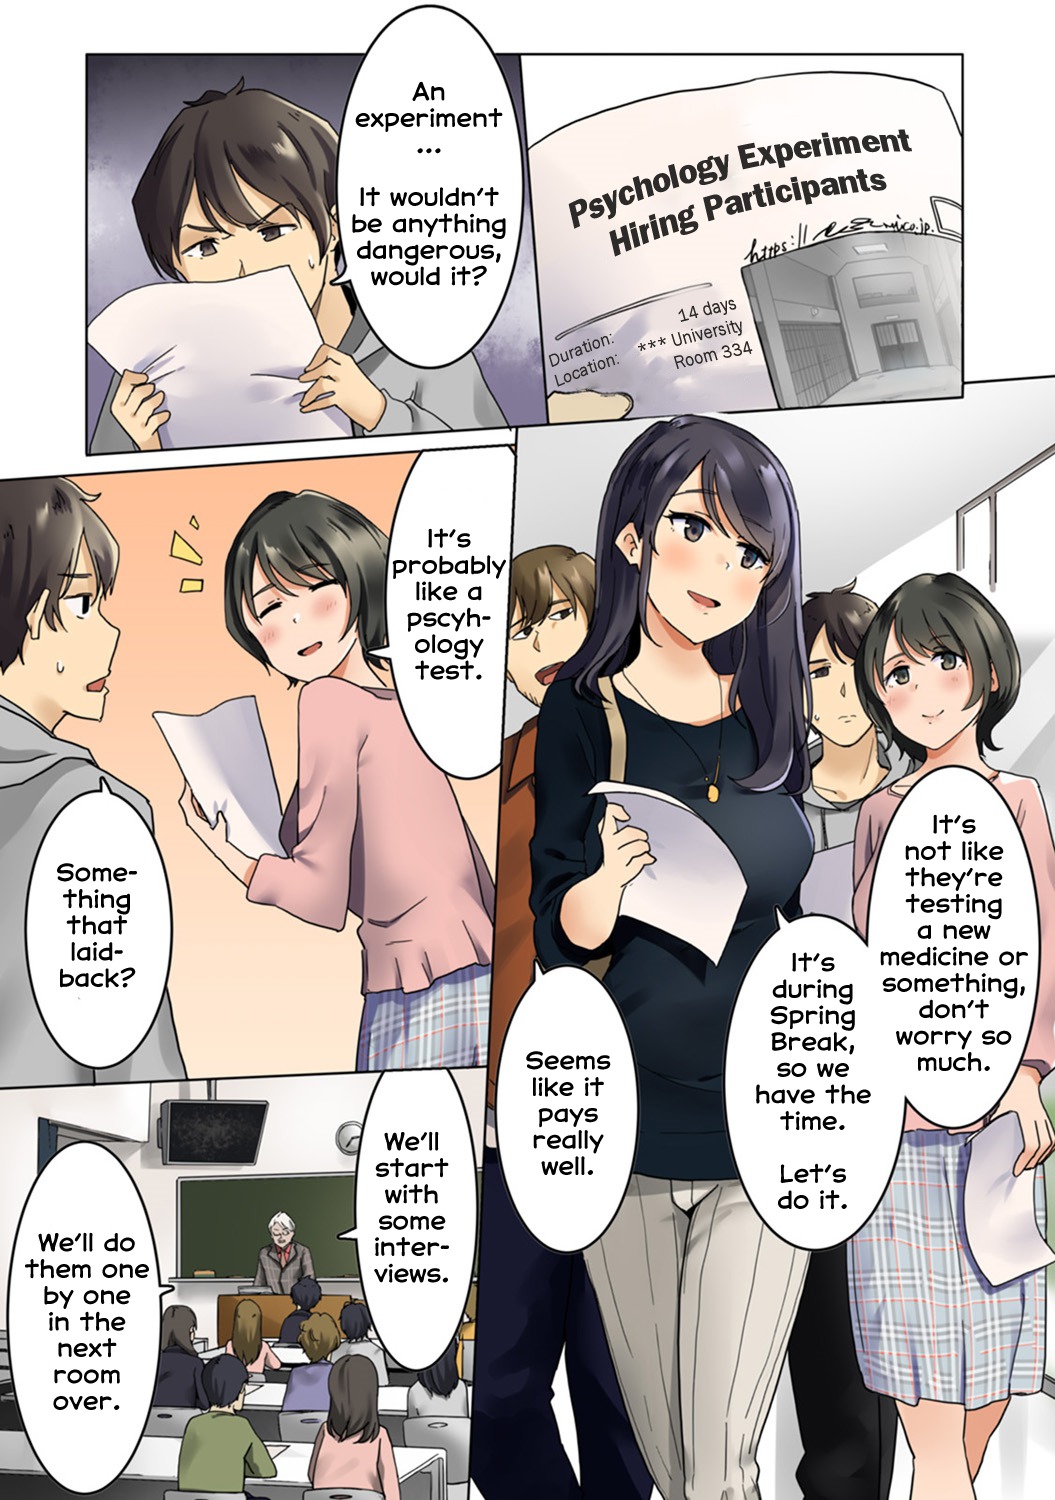 Psychology Experiment
Hiring Participants
https://
co.jp.
Duration: 14 days
Location: *** University
Room 334
An
experiment
...
It wouldn't
be anything
dangerous,
would it?
It's
not like
they're
testing
a new
medicine or
something,
don't
worry so
much.
It's
during
Spring
Break,
so we
have the
time.
Let's
do it.
Seems
like it
pays
really
well.
It's
probably
like a
pscyh-
ology
test.
Some-
thing
that
laid-
back?
We'll
start
with
some
inter-
views.
We'll do
them one
by one
in the
next
room
over.